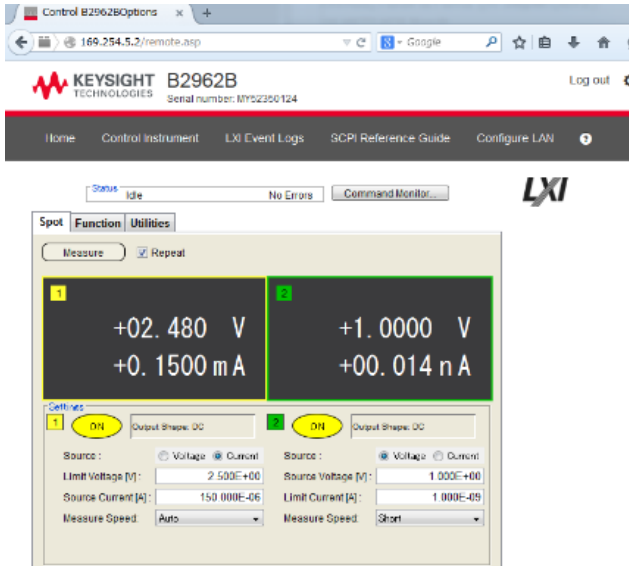 Control B2962BOptions × +
169.254.5.2/remote.asp Google
KEYSIGHT TECHNOLOGIES
B2962B
Serial number: MY52350124
Log out
Home Control Instrument LXI Event Logs SCPI Reference Guide Configure LAN ?
Status
Idle No Errors Command Monitor...
LXI
Spot Function Utilities
Measure Repeat
1
+02.480 V
+0.1500 mA
2
+1.0000 V
+00.014 nA
Settings
1 ON Output Shape: DC
Source : Voltage Current
Limit Voltage [V] : 2.500E+00
Source Current [A] : 150.000E-06
Measure Speed: Auto
2 ON Output Shape: DC
Source : Voltage Current
Source Voltage [V] : 1.000E+00
Limit Current [A] : 1.000E-09
Measure Speed: Short